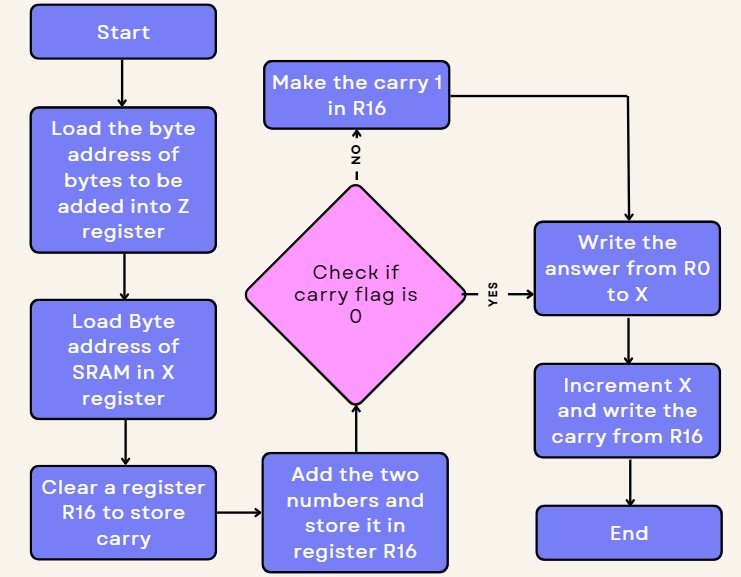 Start
Load the byte
address of
bytes to be
added into Z
register
Load Byte
address of
SRAM in X
register
Clear a register
R16 to store
carry
Add the two
numbers and
store it in
register R16
Check if
carry flag is
0
NO
Make the carry 1
in R16
YES
Write the
answer from R0
to X
Increment X
and write the
carry from R16
End